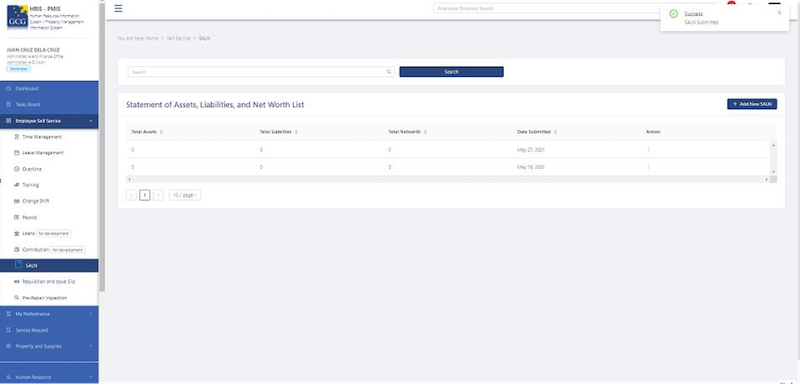 HRIS - PMIS
Human Resource Information
System - Property Management
Information System
GCG
JUAN CRUZ DELA CRUZ
Administrative and Finance Office
Administrative Division
Developer
Dashboard
Tasks Board
Employee Self Service
Time Management
Leave Management
Overtime
Training
Change Shift
Payslip
Loans for development
Contribution for development
SALN
Requisition and Issue Slip
Pre-Repair Inspection
My Performance
Service Request
Property and Supplies
Human Resource
Employee Directory Search
Success
SALN Submitted
You are here: Home > Self Service > SALN
Search
Search
Statement of Assets, Liabilities, and Net Worth List
+ Add New SALN
Total Assets Total Liabilities Total Networth Date Submitted Action
0 0 0 May 27, 2021
0 0 0 May 18, 2021
< 1 > 10 / page